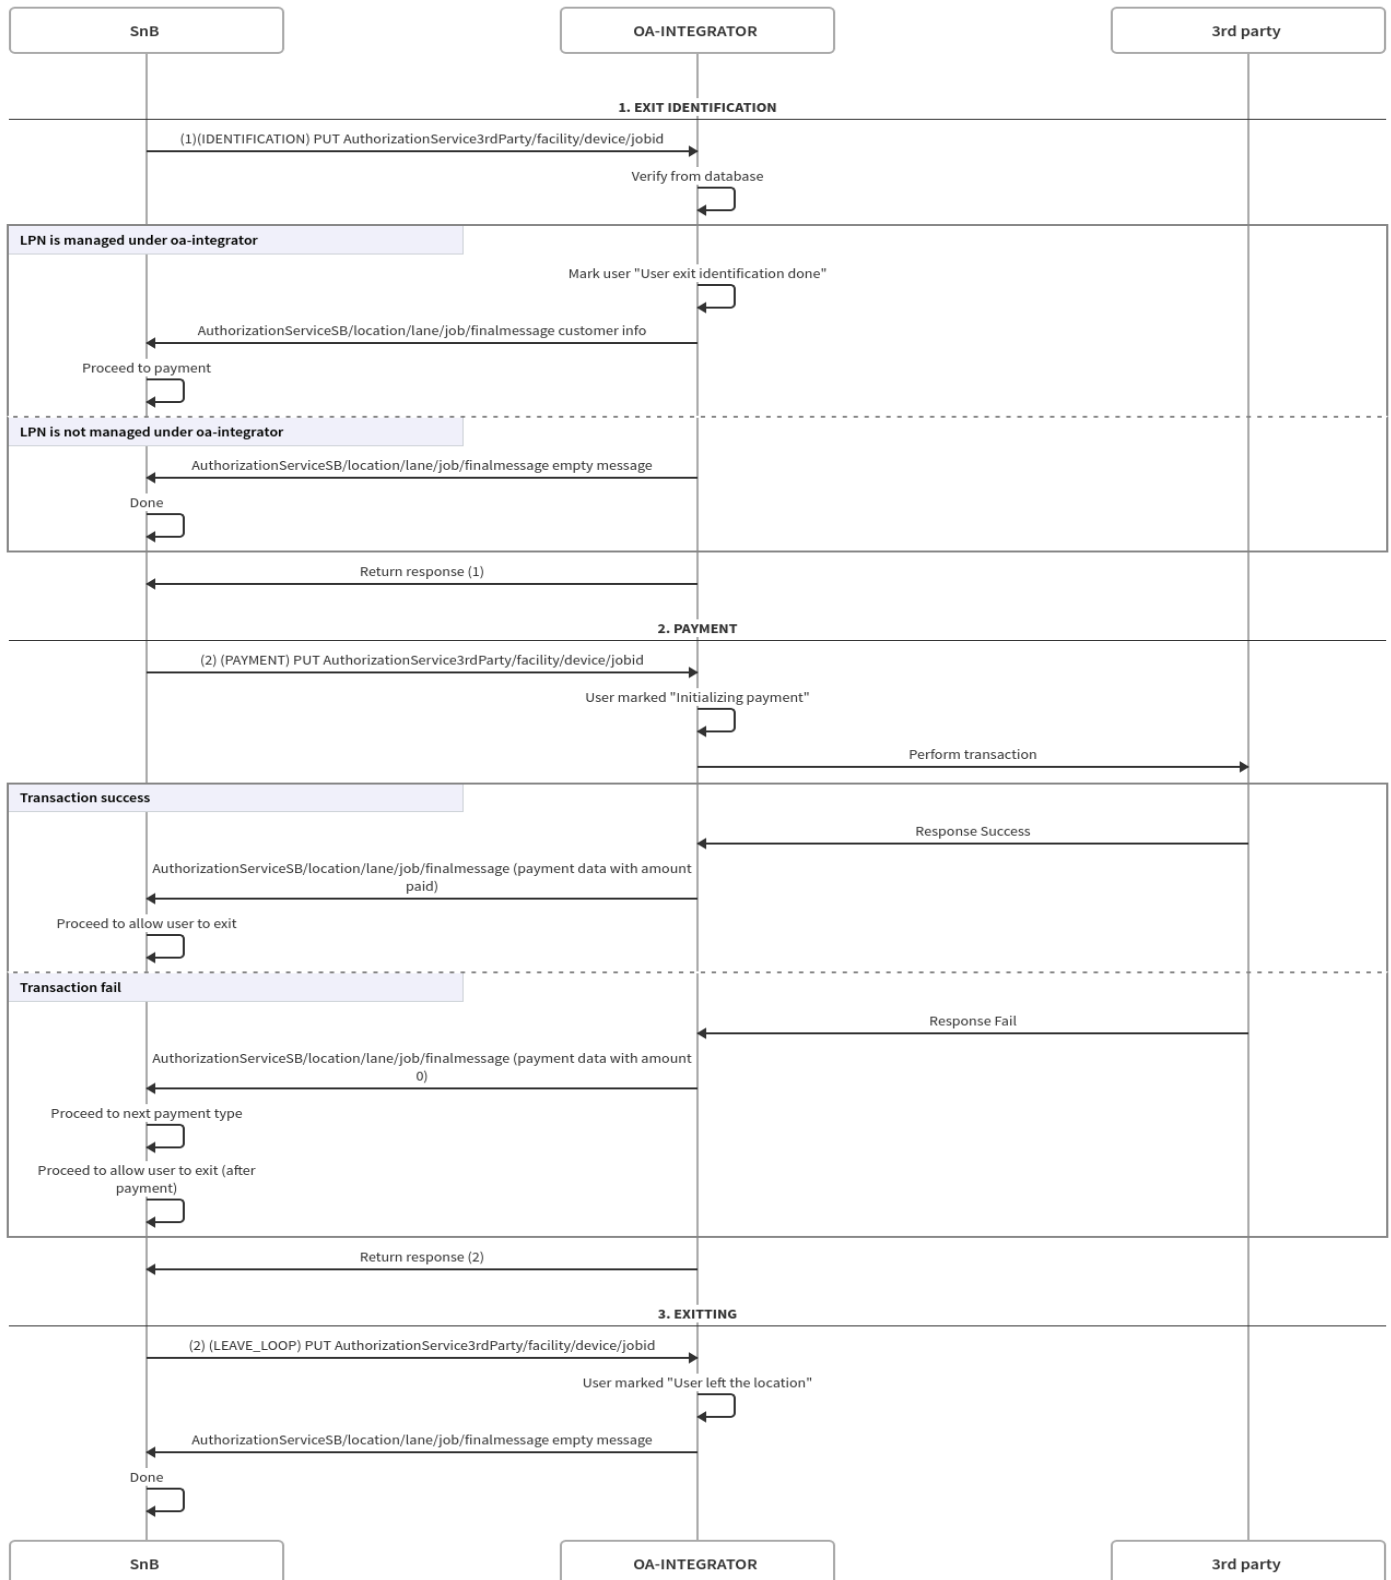 SnB
OA-INTEGRATOR
3rd party
1. EXIT IDENTIFICATION
(1)(IDENTIFICATION) PUT AuthorizationService3rdParty/facility/device/jobid
Verify from database
LPN is managed under oa-integrator
Mark user "User exit identification done"
AuthorizationServiceSB/location/lane/job/finalmessage customer info
Proceed to payment
LPN is not managed under oa-integrator
AuthorizationServiceSB/location/lane/job/finalmessage empty message
Done
Return response (1)
2. PAYMENT
(2) (PAYMENT) PUT AuthorizationService3rdParty/facility/device/jobid
User marked "Initializing payment"
Perform transaction
Transaction success
Response Success
AuthorizationServiceSB/location/lane/job/finalmessage (payment data with amount
paid)
Proceed to allow user to exit
Transaction fail
Response Fail
AuthorizationServiceSB/location/lane/job/finalmessage (payment data with amount
0)
Proceed to next payment type
Proceed to allow user to exit (after
payment)
Return response (2)
3. EXITTING
(2) (LEAVE_LOOP) PUT AuthorizationService3rdParty/facility/device/jobid
User marked "User left the location"
AuthorizationServiceSB/location/lane/job/finalmessage empty message
Done
SnB
OA-INTEGRATOR
3rd party